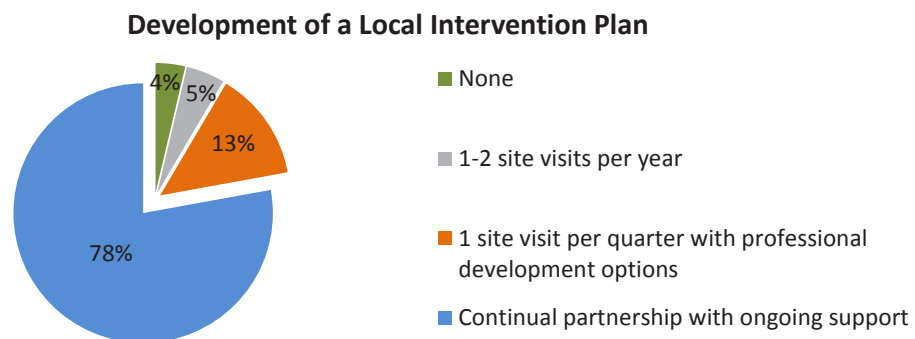 Development of a Local Intervention Plan
4%
5%
13%
78%
None
1-2 site visits per year
1 site visit per quarter with professional
development options
Continual partnership with ongoing support